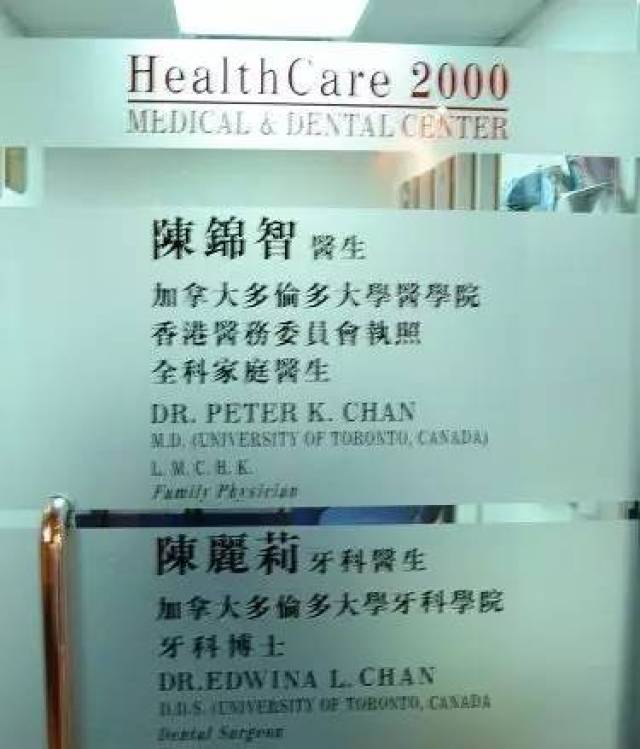 HealthCare 2000
MEDICAL & DENTAL CENTER
陳錦智 醫生
加拿大多倫多大學醫學院
香港醫務委員會執照
全科家庭醫生
DR. PETER K. CHAN
M.D. (UNIVERSITY OF TORONTO, CANADA)
L. M. C. H. K.
Family Physician
陳麗莉 牙科醫生
加拿大多倫多大學牙科學院
牙科博士
DR.EDWINA L. CHAN
D.D.S. (UNIVERSITY OF TORONTO, CANADA
Dental Surgeon